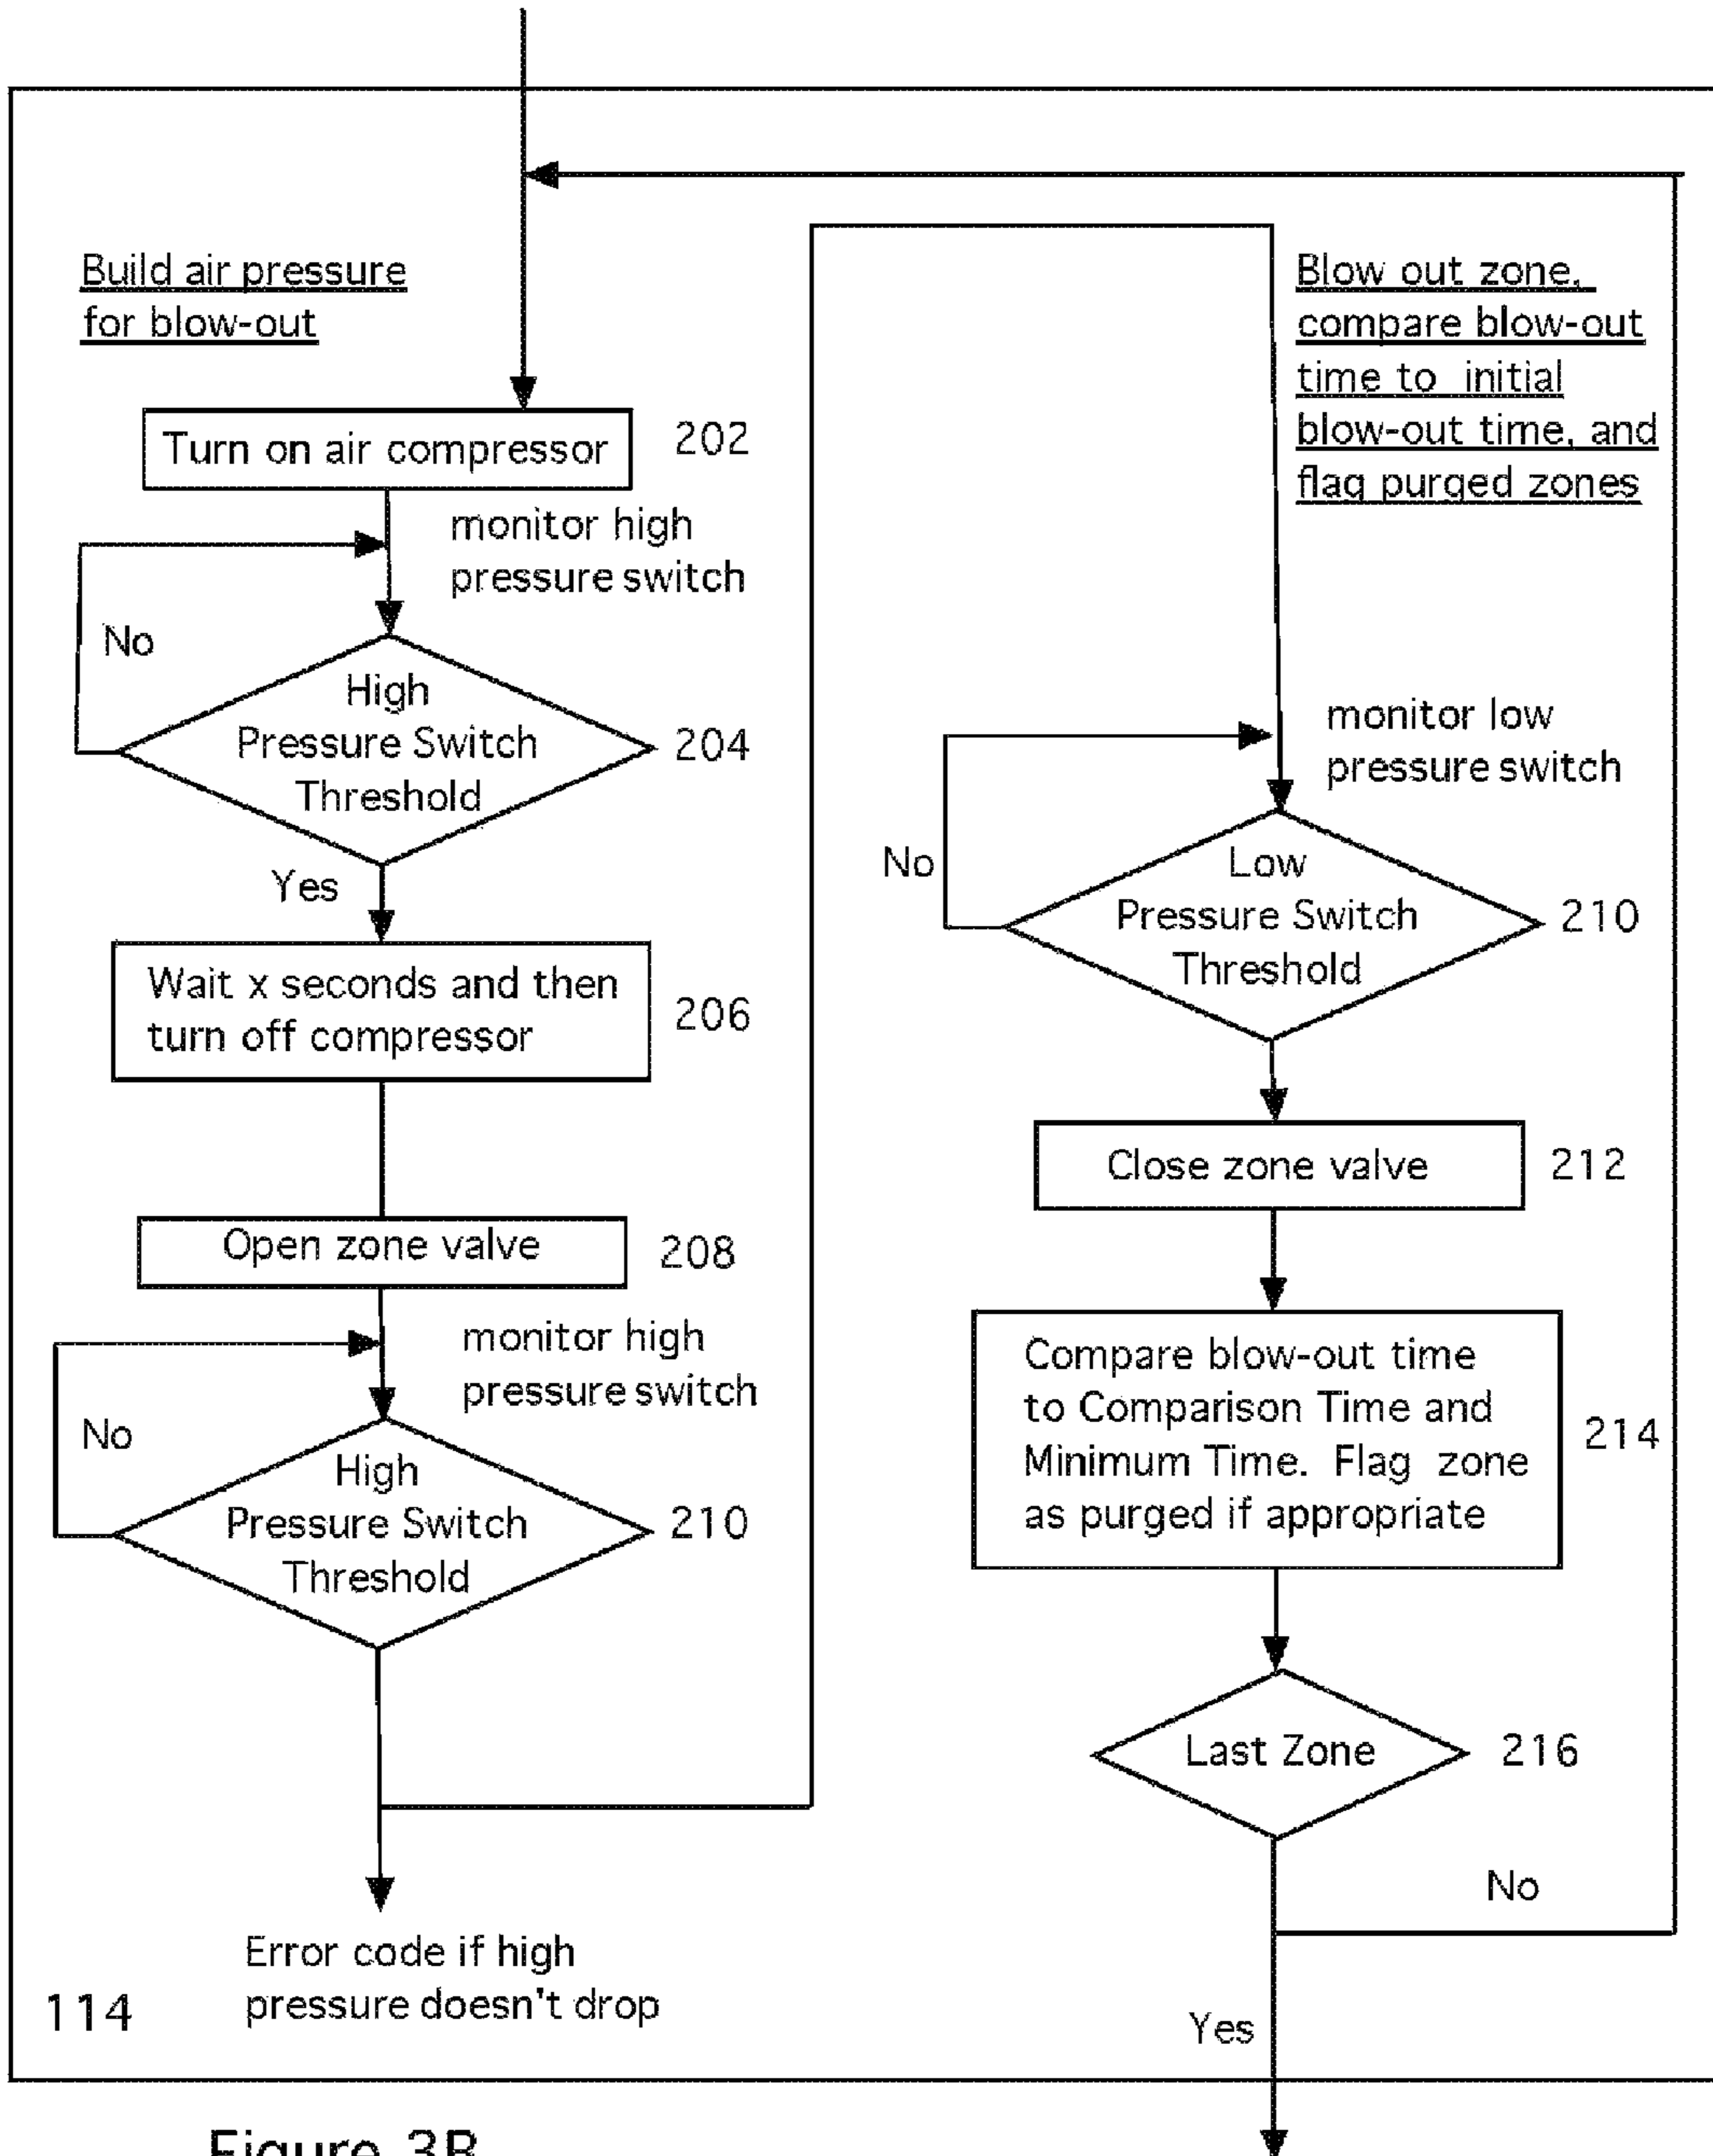 Build air pressure
for blow-out
Turn on air compressor
202
monitor high
pressure switch
No
High
Pressure Switch
Threshold
204
Yes
Wait x seconds and then
turn off compressor
206
Open zone valve
208
monitor high
pressure switch
No
High
Pressure Switch
Threshold
210
Error code if high
pressure doesn't drop
114
Blow out zone,
compare blow-out
time to initial
blow-out time, and
flag purged zones
monitor low
pressure switch
No
Low
Pressure Switch
Threshold
210
Close zone valve
212
Compare blow-out time
to Comparison Time and
Minimum Time. Flag zone
as purged if appropriate
214
Last Zone
216
No
Yes
Figure 3B